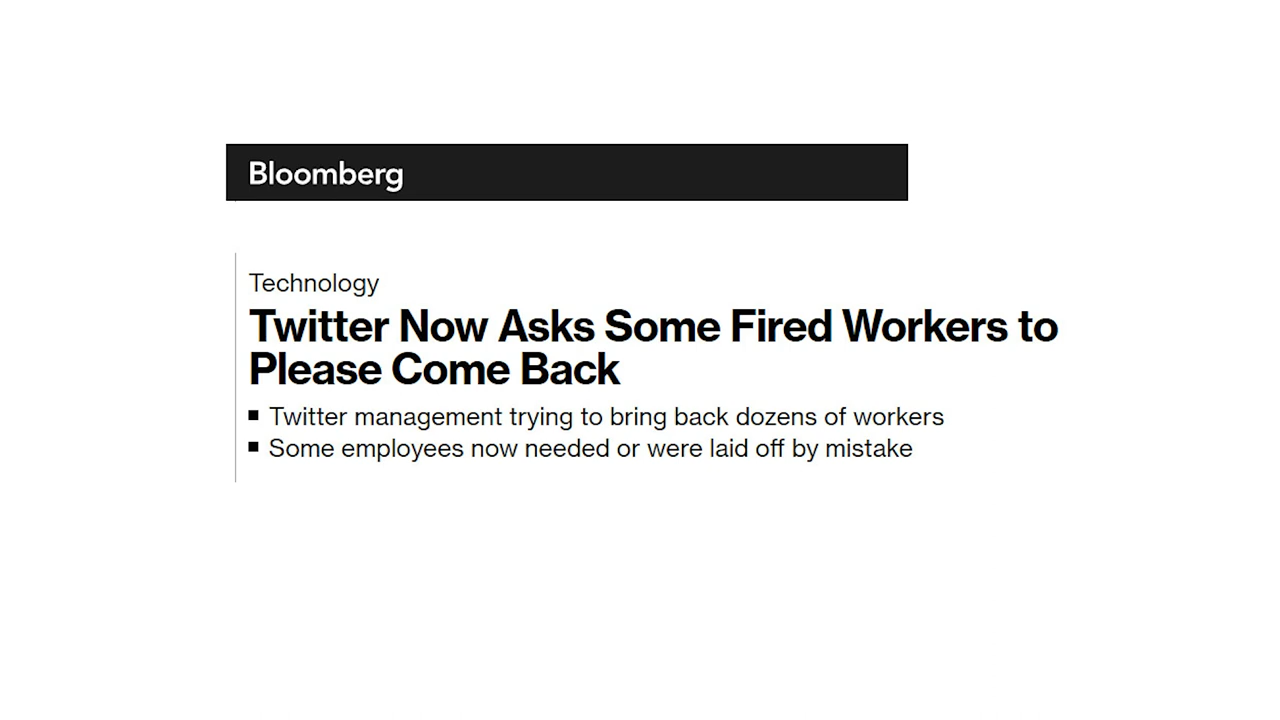 Bloomberg
Technology
Twitter Now Asks Some Fired Workers to
Please Come Back
▪ Twitter management trying to bring back dozens of workers
▪ Some employees now needed or were laid off by mistake